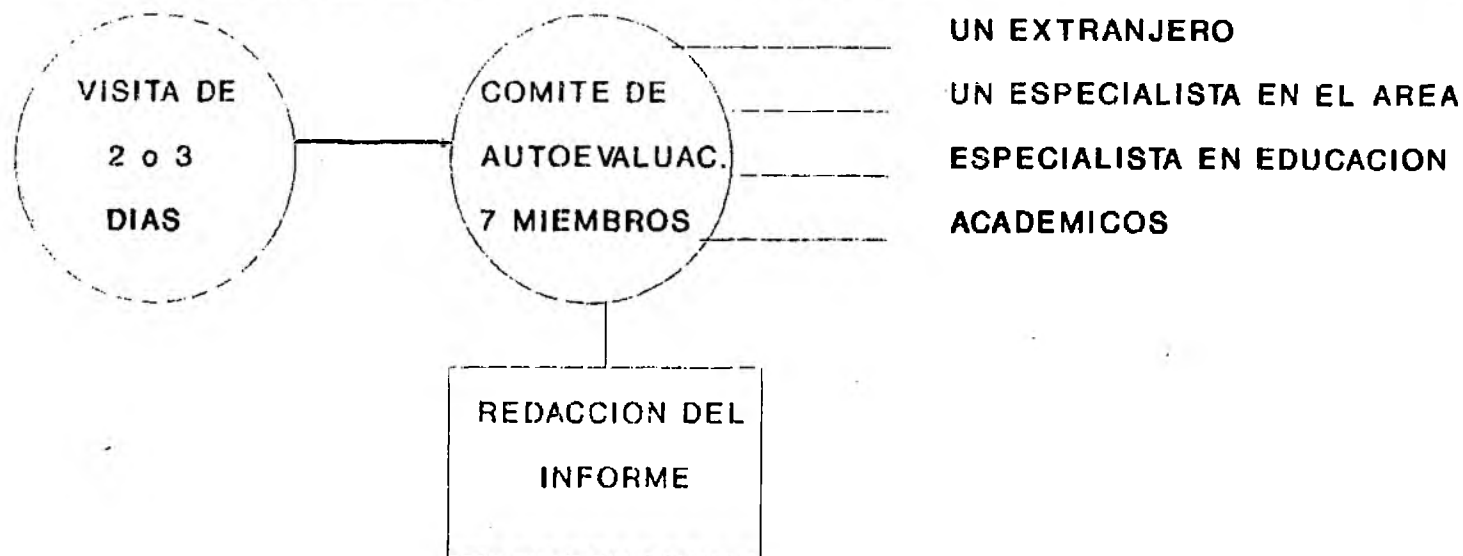 VISITA DE
2 o 3
DIAS
COMITE DE
AUTOEVALUAC.
7 MIEMBROS
UN EXTRANJERO
UN ESPECIALISTA EN EL AREA
ESPECIALISTA EN EDUCACION
ACADEMICOS
REDACCION DEL
INFORME